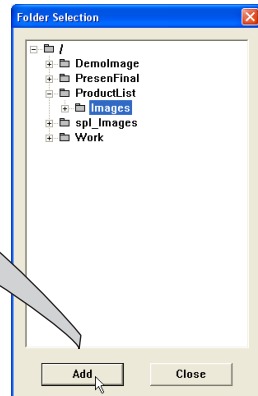 Folder Selection
/
DemoImage
PresenFinal
ProductList
Images
spl_Images
Work
Add
Close